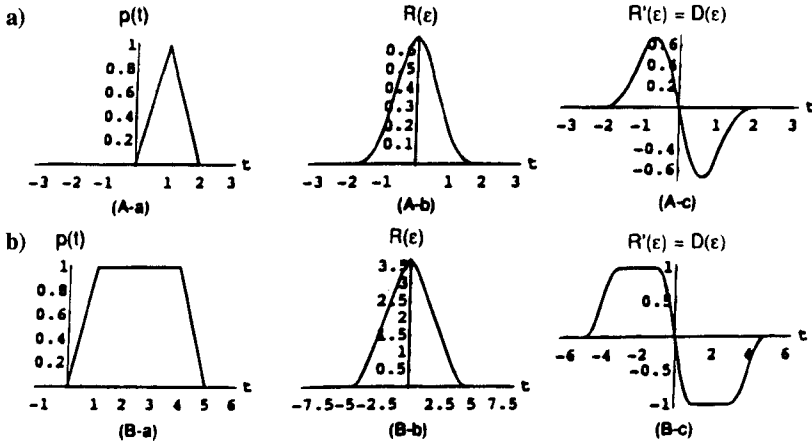 a) p(t) R(ε) R'(ε) = D(ε)
1
0.8
0.6
0.4
0.2
t
-3 -2 -1 1 2 3
(A-a)
0.6
0.5
0.4
0.3
0.2
0.1
t
-3 -1 1 2 3
(A-b)
0.6
0.2
t
-3 -2 -1 1 2 3
-0.4
-0.6
(A-c)
b) p(t) R(ε) R'(ε) = D(ε)
1
0.8
0.6
0.4
0.2
t
-1 1 2 3 4 5 6
(B-a)
3.5
3
2.5
2
1.5
1
0.5
t
-7.5 -5 -2.5 2.5 5 7.5
(B-b)
1
0.5
t
-6 -4 -2 2 4 6
-0.5
-1
(B-c)